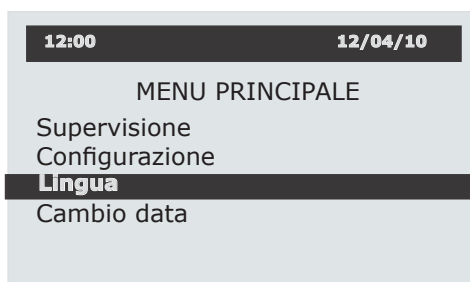 12:00 12/04/10
MENU PRINCIPALE
Supervisione
Configurazione
Lingua
Cambio data